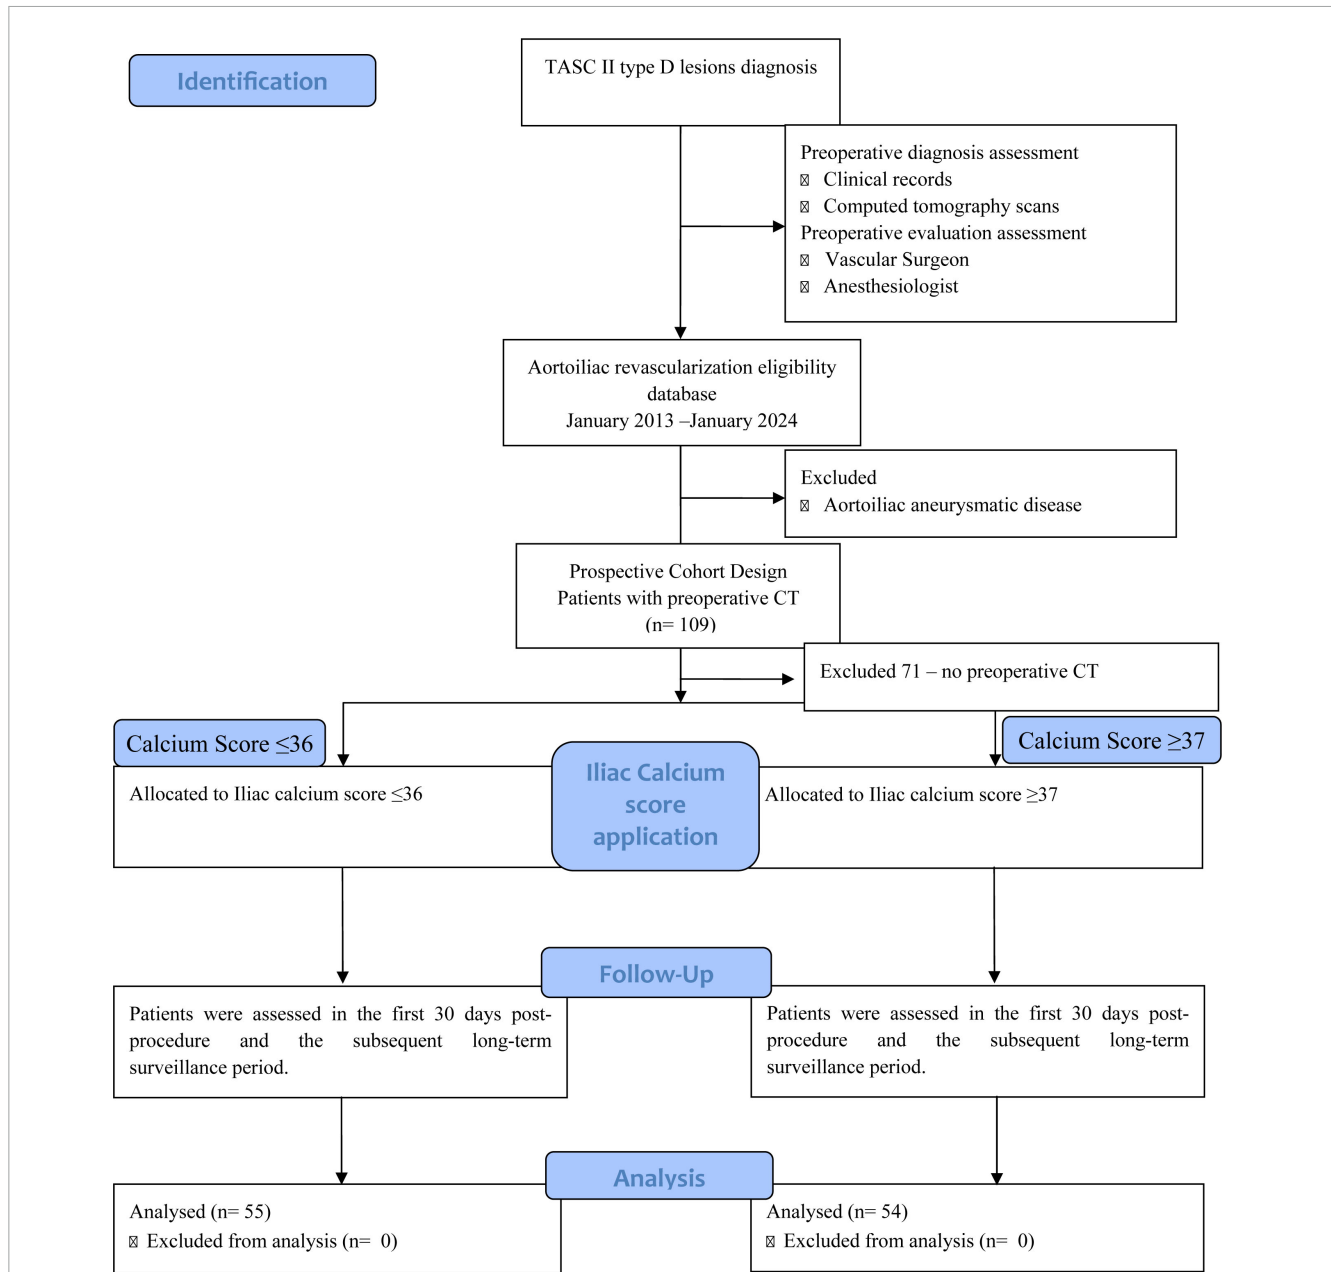 Identification
TASC II type D lesions diagnosis
Preoperative diagnosis assessment
Clinical records
Computed tomography scans
Preoperative evaluation assessment
Vascular Surgeon
Anesthesiologist
Aortoiliac revascularization eligibility
database
January 2013 –January 2024
Excluded
Aortoiliac aneurysmatic disease
Prospective Cohort Design
Patients with preoperative CT
(n= 109)
Excluded 71 – no preoperative CT
Calcium Score ≤36
Calcium Score ≥37
Iliac Calcium
score
application
Allocated to Iliac calcium score ≤36
Allocated to Iliac calcium score ≥37
Follow-Up
Patients were assessed in the first 30 days post-
procedure and the subsequent long-term
surveillance period.
Patients were assessed in the first 30 days post-
procedure and the subsequent long-term
surveillance period.
Analysis
Analysed (n= 55)
Excluded from analysis (n= 0)
Analysed (n= 54)
Excluded from analysis (n= 0)